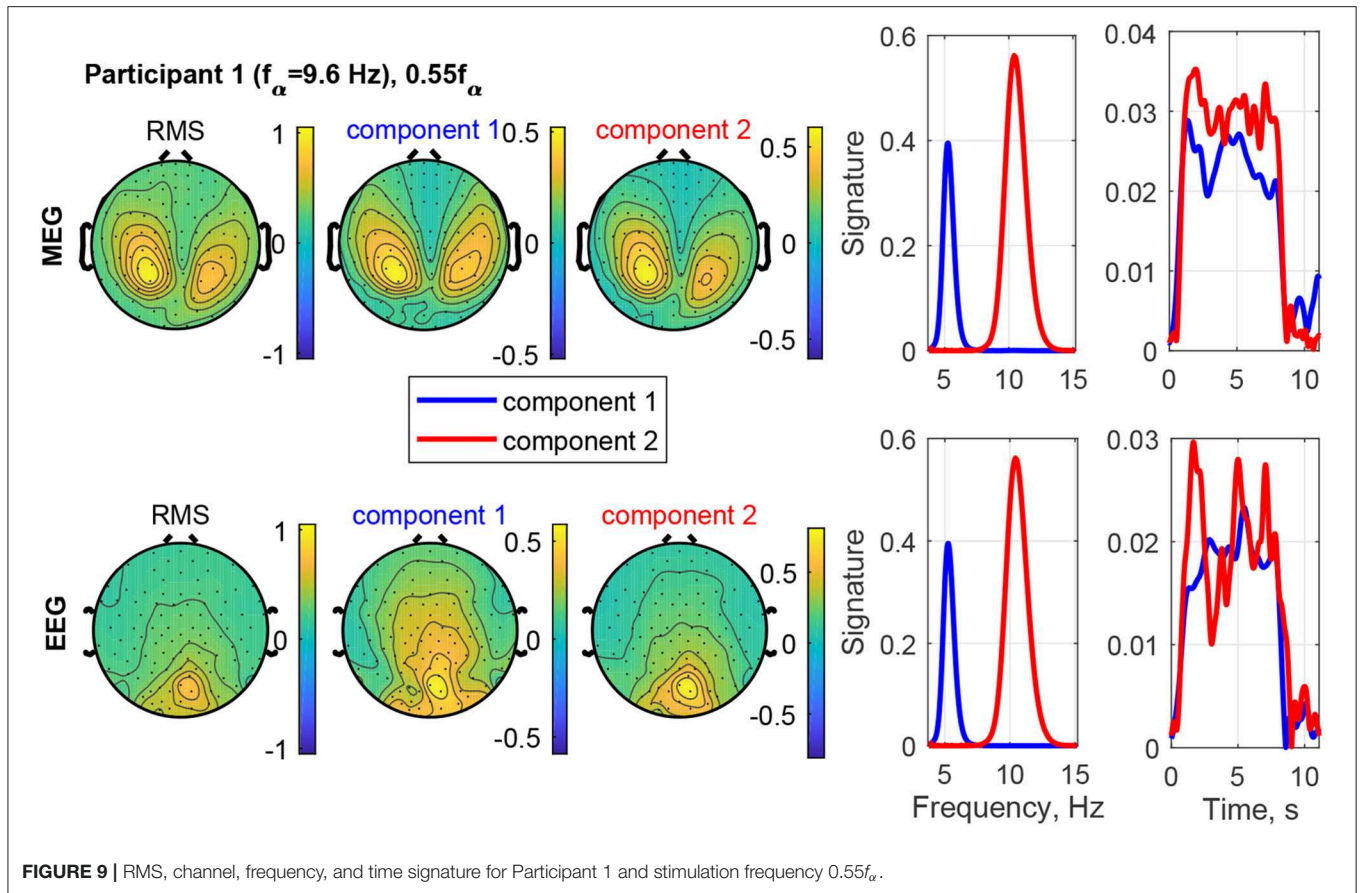 Participant 1 (fα=9.6 Hz), 0.55fα
RMS
component 1
component 2
MEG
1
0
-1
0.5
0
-0.5
0.5
0
-0.5
Signature
0.6
0.4
0.2
0
5 10 15
0.04
0.03
0.02
0.01
0
0 5 10
component 1
component 2
RMS
component 1
component 2
EEG
1
0
-1
0.5
0
-0.5
0.5
0
-0.5
Signature
0.6
0.4
0.2
0
5 10 15
Frequency, Hz
0.03
0.02
0.01
0
0 5 10
Time, s
FIGURE 9 | RMS, channel, frequency, and time signature for Participant 1 and stimulation frequency 0.55fα.